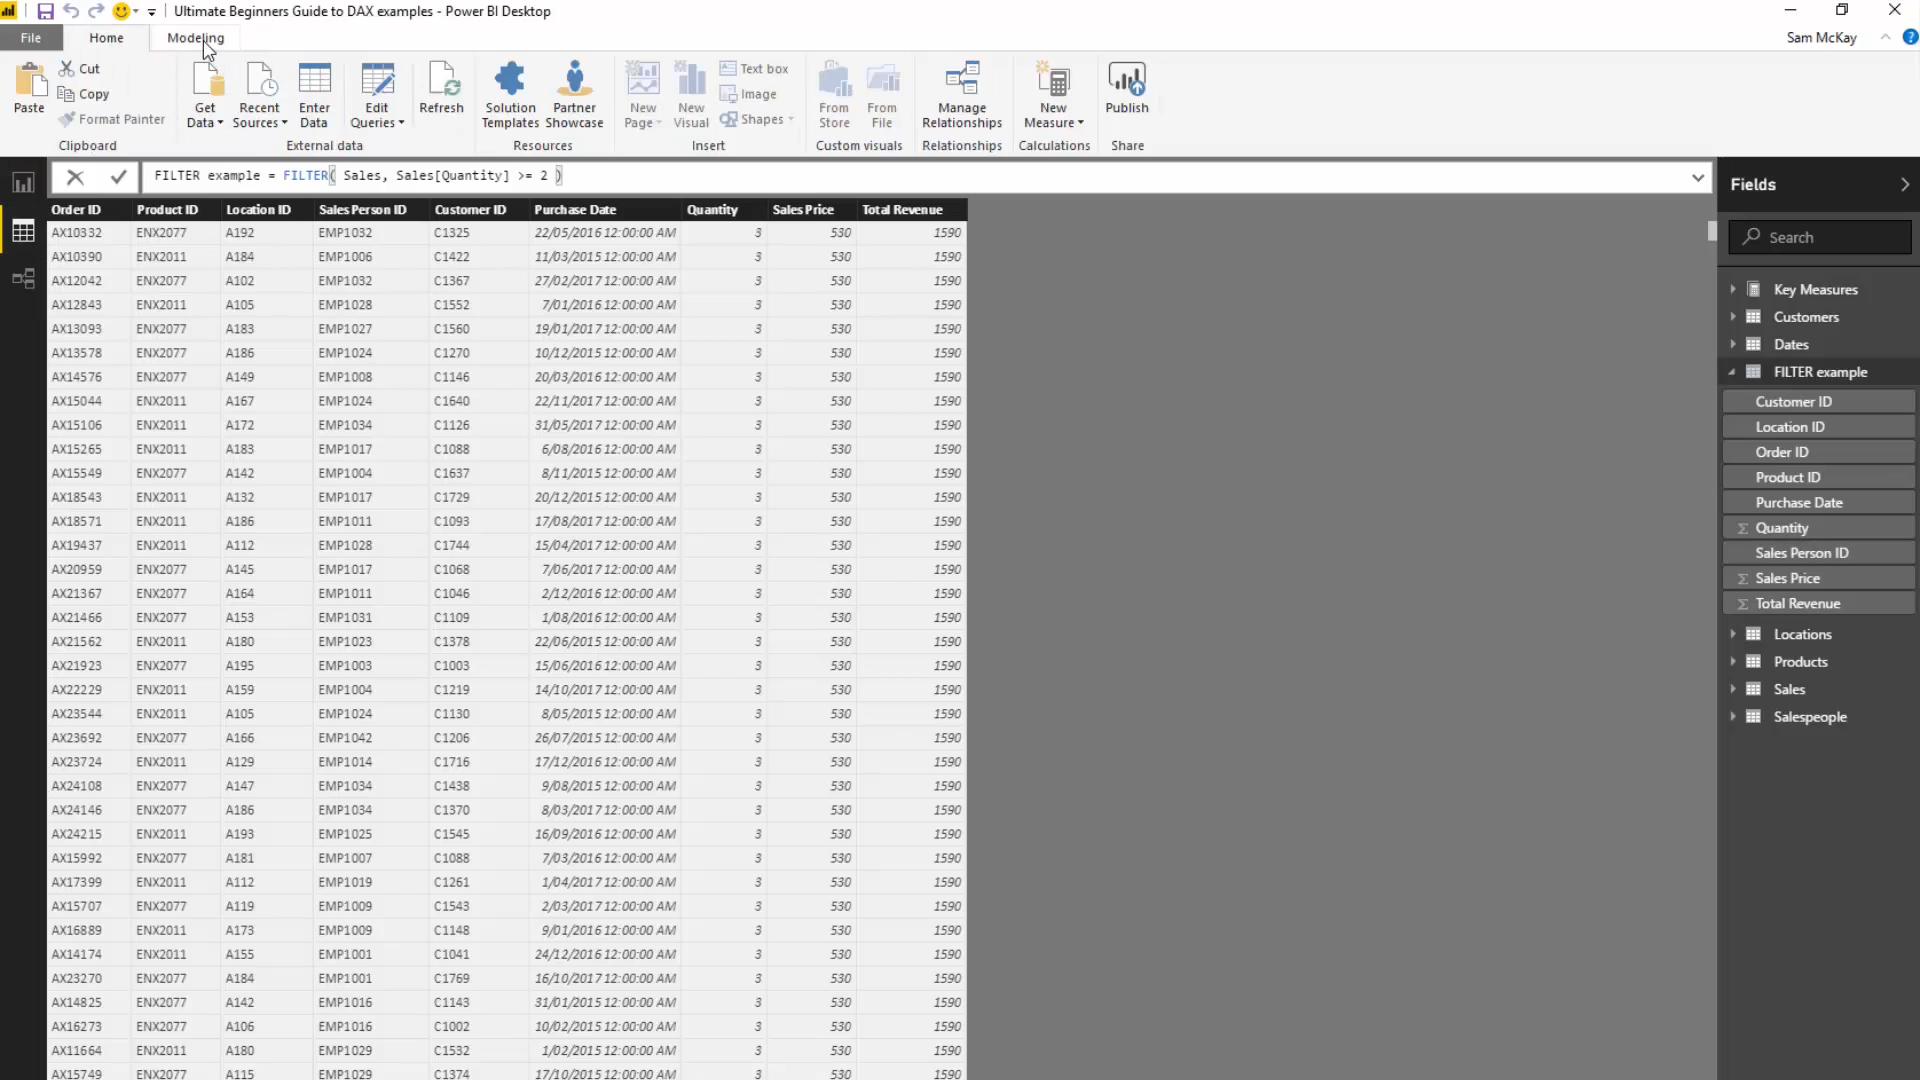 Ultimate Beginners Guide to DAX examples - Power BI Desktop
File Home Modeling Sam McKay
Paste Cut Copy Format Painter
Get Data Recent Sources Enter Data Edit Queries Refresh Solution Templates Partner Showcase New Page New Visual Text box Image Shapes From Store From File Manage Relationships New Measure Publish
Clipboard External data Resources Insert Custom visuals Relationships Calculations Share
FILTER example = FILTER( Sales, Sales[Quantity] >= 2 )
Order ID Product ID Location ID Sales Person ID Customer ID Purchase Date Quantity Sales Price Total Revenue
AX10332 ENX2077 A192 EMP1032 C1325 22/05/2016 12:00:00 AM 3 530 1590
AX10390 ENX2011 A184 EMP1006 C1422 11/03/2015 12:00:00 AM 3 530 1590
AX12042 ENX2077 A102 EMP1032 C1367 27/02/2017 12:00:00 AM 3 530 1590
AX12843 ENX2011 A105 EMP1028 C1552 7/01/2016 12:00:00 AM 3 530 1590
AX13093 ENX2077 A183 EMP1027 C1560 19/01/2017 12:00:00 AM 3 530 1590
AX13578 ENX2077 A186 EMP1024 C1270 10/12/2015 12:00:00 AM 3 530 1590
AX14576 ENX2077 A149 EMP1008 C1146 20/03/2016 12:00:00 AM 3 530 1590
AX15044 ENX2011 A167 EMP1024 C1640 22/11/2017 12:00:00 AM 3 530 1590
AX15106 ENX2011 A172 EMP1034 C1126 31/05/2017 12:00:00 AM 3 530 1590
AX15265 ENX2011 A183 EMP1017 C1088 6/08/2016 12:00:00 AM 3 530 1590
AX15549 ENX2077 A142 EMP1004 C1637 8/11/2015 12:00:00 AM 3 530 1590
AX18543 ENX2011 A132 EMP1017 C1729 20/12/2015 12:00:00 AM 3 530 1590
AX18571 ENX2011 A186 EMP1011 C1093 17/08/2017 12:00:00 AM 3 530 1590
AX19437 ENX2011 A112 EMP1028 C1744 15/04/2017 12:00:00 AM 3 530 1590
AX20959 ENX2077 A145 EMP1017 C1068 7/06/2017 12:00:00 AM 3 530 1590
AX21367 ENX2077 A164 EMP1011 C1046 2/12/2016 12:00:00 AM 3 530 1590
AX21466 ENX2077 A153 EMP1031 C1109 1/08/2016 12:00:00 AM 3 530 1590
AX21562 ENX2011 A180 EMP1023 C1378 22/06/2015 12:00:00 AM 3 530 1590
AX21923 ENX2077 A195 EMP1003 C1003 15/06/2016 12:00:00 AM 3 530 1590
AX22229 ENX2011 A159 EMP1004 C1219 14/10/2017 12:00:00 AM 3 530 1590
AX23544 ENX2011 A105 EMP1024 C1130 8/05/2015 12:00:00 AM 3 530 1590
AX23692 ENX2077 A166 EMP1042 C1206 26/07/2015 12:00:00 AM 3 530 1590
AX23724 ENX2011 A129 EMP1014 C1716 17/12/2016 12:00:00 AM 3 530 1590
AX24108 ENX2011 A147 EMP1034 C1438 9/08/2015 12:00:00 AM 3 530 1590
AX24146 ENX2077 A186 EMP1034 C1370 8/03/2017 12:00:00 AM 3 530 1590
AX24215 ENX2011 A193 EMP1025 C1545 16/09/2016 12:00:00 AM 3 530 1590
AX15992 ENX2077 A181 EMP1007 C1088 7/03/2016 12:00:00 AM 3 530 1590
AX17399 ENX2011 A112 EMP1019 C1261 1/04/2017 12:00:00 AM 3 530 1590
AX15707 ENX2077 A119 EMP1009 C1543 2/03/2017 12:00:00 AM 3 530 1590
AX16889 ENX2011 A173 EMP1009 C1148 9/01/2016 12:00:00 AM 3 530 1590
AX14174 ENX2011 A155 EMP1001 C1041 24/12/2016 12:00:00 AM 3 530 1590
AX23270 ENX2077 A184 EMP1001 C1769 16/10/2017 12:00:00 AM 3 530 1590
AX14825 ENX2077 A142 EMP1016 C1143 31/01/2015 12:00:00 AM 3 530 1590
AX16273 ENX2077 A106 EMP1016 C1002 10/02/2015 12:00:00 AM 3 530 1590
AX11664 ENX2011 A180 EMP1029 C1532 1/02/2015 12:00:00 AM 3 530 1590
AX15749 ENX2077 A115 EMP1029 C1374 17/10/2015 12:00:00 AM 3 530 1590
Fields
Search
Key Measures
Customers
Dates
FILTER example
Customer ID
Location ID
Order ID
Product ID
Purchase Date
Σ Quantity
Sales Person ID
Σ Sales Price
Σ Total Revenue
Locations
Products
Sales
Salespeople